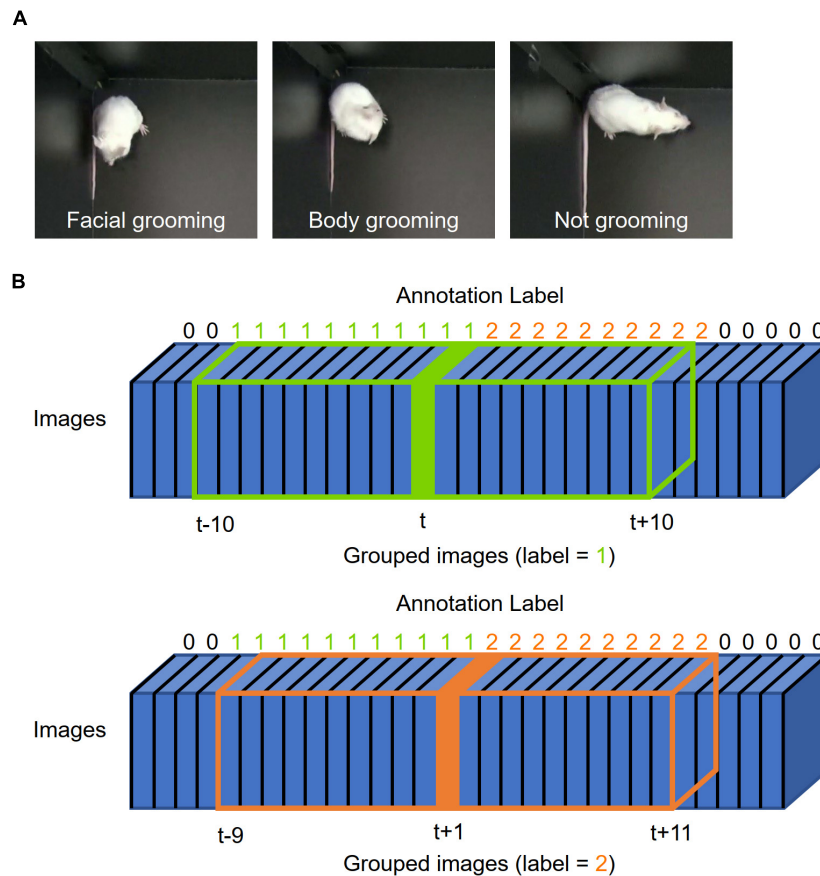 A
Facial grooming
Body grooming
Not grooming
B
Annotation Label
0 0 1 1 1 1 1 1 1 1 1 1 1 2 2 2 2 2 2 2 2 2 2 0 0 0 0 0
Images
t-10
t
t+10
Grouped images (label = 1)
Annotation Label
0 0 1 1 1 1 1 1 1 1 1 1 1 2 2 2 2 2 2 2 2 2 2 0 0 0 0 0
Images
t-9
t+1
t+11
Grouped images (label = 2)